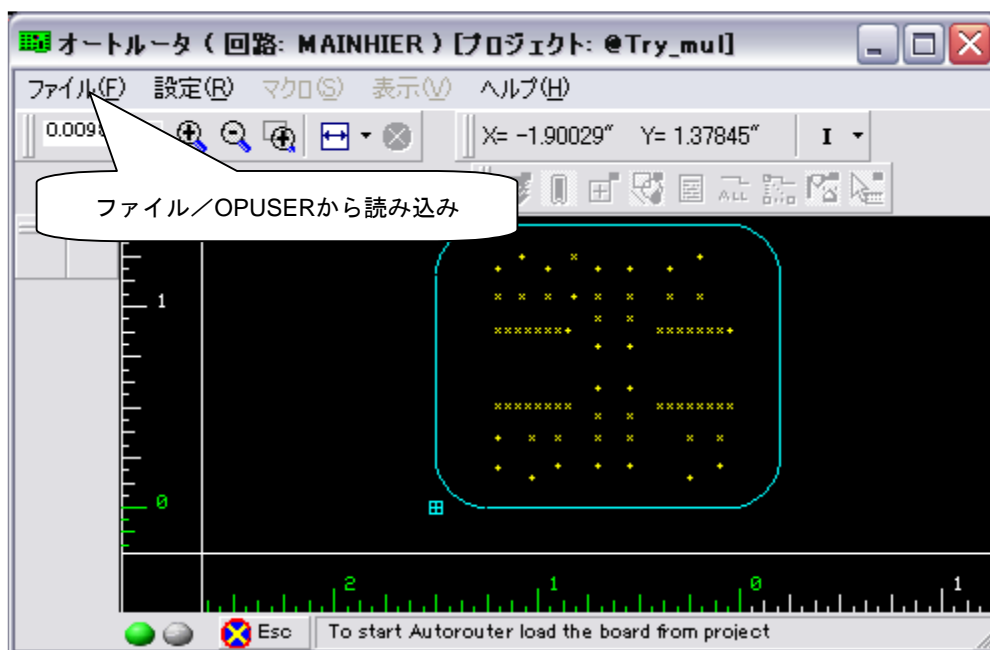 オートルータ ( 回路: MAINHIER ) [プロジェクト: @Try_mul]
ファイル(F) 設定(R) マクロ(S) 表示(V) ヘルプ(H)
X= -1.90029" Y= 1.37845" I
ALL
ファイル／OPUSERから読み込み
1
0
2 1 0 1
Esc To start Autorouter load the board from project